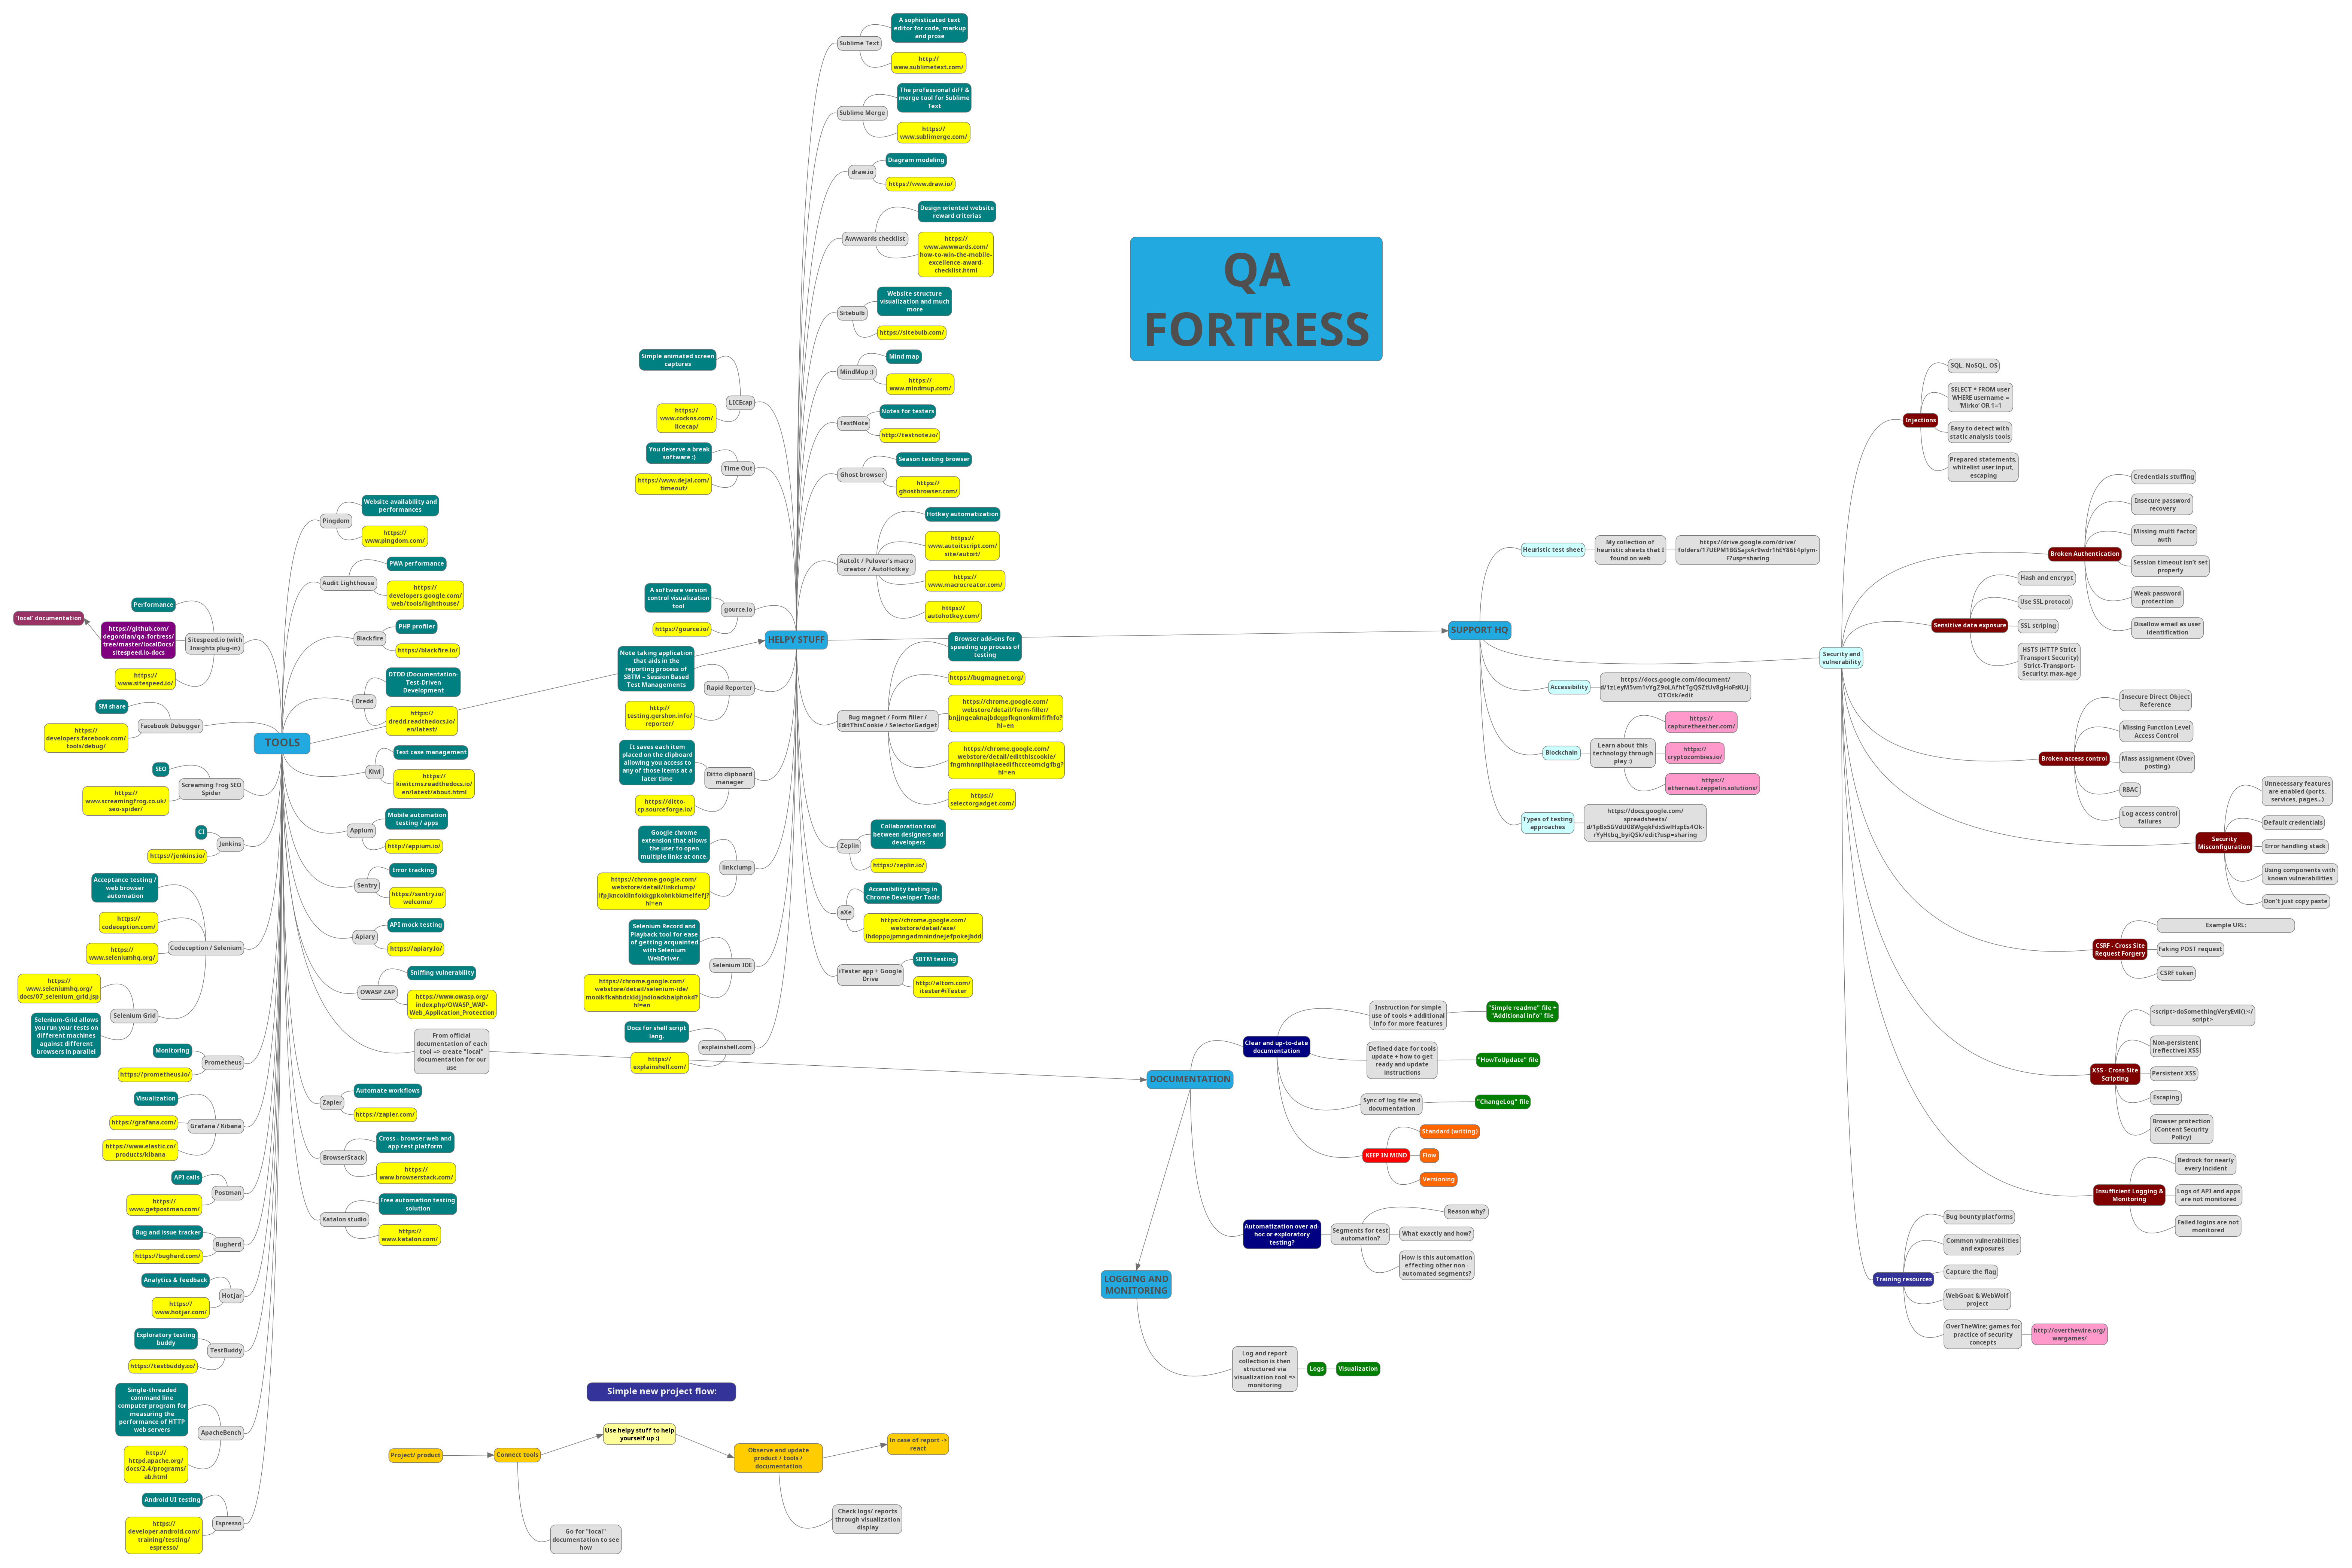 QA
FORTRESS
TOOLS
Pingdom
Website availability and
performances
https://
www.pingdom.com/
Audit Lighthouse
PWA performance
https://
developers.google.com/
web/tools/lighthouse/
Blackfire
PHP profiler
https://blackfire.io/
Dredd
DTDD (Documentation-
Test-Driven
Development
https://
dredd.readthedocs.io/
en/latest/
Kiwi
Test case management
https://
kiwitcms.readthedocs.io/
en/latest/about.html
Appium
Mobile automation
testing / apps
http://appium.io/
Sentry
Error tracking
https://sentry.io/
welcome/
Apiary
API mock testing
https://apiary.io/
OWASP ZAP
Sniffing vulnerability
https://www.owasp.org/
index.php/OWASP_WAP-
Web_Application_Protection
From official
documentation of each
tool => create "local"
documentation for our
use
Zapier
Automate workflows
https://zapier.com/
BrowserStack
Cross - browser web and
app test platform
https://
www.browserstack.com/
Katalon studio
Free automation testing
solution
https://
www.katalon.com/
Sitespeed.io (with
Insights plug-in)
Performance
https://github.com/
degordian/qa-fortress/
tree/master/localDocs/
sitespeed.io-docs
'local' documentation
https://
www.sitespeed.io/
Facebook Debugger
SM share
https://
developers.facebook.com/
tools/debug/
Screaming Frog SEO
Spider
SEO
https://
www.screamingfrog.co.uk/
seo-spider/
Jenkins
CI
https://jenkins.io/
Codeception / Selenium
Acceptance testing /
web browser
automation
https://
codeception.com/
https://
www.seleniumhq.org/
Selenium Grid
https://
www.seleniumhq.org/
docs/07_selenium_grid.jsp
Selenium-Grid allows
you run your tests on
different machines
against different
browsers in parallel
Prometheus
Monitoring
https://prometheus.io/
Grafana / Kibana
Visualization
https://grafana.com/
https://www.elastic.co/
products/kibana
Postman
API calls
https://
www.getpostman.com/
Bugherd
Bug and issue tracker
https://bugherd.com/
Hotjar
Analytics & feedback
https://
www.hotjar.com/
TestBuddy
Exploratory testing
buddy
https://testbuddy.co/
ApacheBench
Single-threaded
command line
computer program for
measuring the
performance of HTTP
web servers
http://
httpd.apache.org/
docs/2.4/programs/
ab.html
Espresso
Android UI testing
https://
developer.android.com/
training/testing/
espresso/
HELPY STUFF
Sublime Text
A sophisticated text
editor for code, markup
and prose
http://
www.sublimetext.com/
Sublime Merge
The professional diff &
merge tool for Sublime
Text
https://
www.sublimerge.com/
draw.io
Diagram modeling
https://www.draw.io/
Awwwards checklist
Design oriented website
reward criterias
https://
www.awwwards.com/
how-to-win-the-mobile-
excellence-award-
checklist.html
Sitebulb
Website structure
visualization and much
more
https://sitebulb.com/
MindMup :)
Mind map
https://
www.mindmup.com/
TestNote
Notes for testers
http://testnote.io/
Ghost browser
Season testing browser
https://
ghostbrowser.com/
AutoIt / Pulover's macro
creator / AutoHotkey
Hotkey automatization
https://
www.autoitscript.com/
site/autoit/
https://
www.macrocreator.com/
https://
autohotkey.com/
Bug magnet / Form filler /
EditThisCookie / SelectorGadget
Browser add-ons for
speeding up process of
testing
https://bugmagnet.org/
https://chrome.google.com/
webstore/detail/form-filler/
bnjjngeaknajbdcgpfkgnonkmififhfo?
hl=en
https://chrome.google.com/
webstore/detail/editthiscookie/
fngmhnnpilhplaeedifhccceomclgfbg?
hl=en
https://
selectorgadget.com/
Zeplin
Collaboration tool
between designers and
developers
https://zeplin.io/
aXe
Accessibility testing in
Chrome Developer Tools
https://chrome.google.com/
webstore/detail/axe/
lhdoppojpmngadmnindnejefpokejbdd
iTester app + Google
Drive
SBTM testing
http://altom.com/
itester#iTester
LICEcap
Simple animated screen
captures
https://
www.cockos.com/
licecap/
Time Out
You deserve a break
software :)
https://www.dejal.com/
timeout/
gource.io
A software version
control visualization
tool
https://gource.io/
Rapid Reporter
Note taking application
that aids in the
reporting process of
SBTM – Session Based
Test Managements
http://
testing.gershon.info/
reporter/
Ditto clipboard
manager
It saves each item
placed on the clipboard
allowing you access to
any of those items at a
later time
https://ditto-
cp.sourceforge.io/
linkclump
Google chrome
extension that allows
the user to open
multiple links at once.
https://chrome.google.com/
webstore/detail/linkclump/
lfpjkncokllnfokkgpkobnkbkmelfefj?
hl=en
Selenium IDE
Selenium Record and
Playback tool for ease
of getting acquainted
with Selenium
WebDriver.
https://chrome.google.com/
webstore/detail/selenium-ide/
mooikfkahbdckldjjndioackbalphokd?
hl=en
explainshell.com
Docs for shell script
lang.
https://
explainshell.com/
SUPPORT HQ
Heuristic test sheet
My collection of
heuristic sheets that I
found on web
https://drive.google.com/drive/
folders/17UEPM1BGSajxAr9wdr1hEY86E4plym-
F?usp=sharing
Accessibility
https://docs.google.com/document/
d/1zLeyM5vm1vYgZ9oLAfhtTgQSZtUv8gHoFsKUj-
OTOtk/edit
Blockchain
Learn about this
technology through
play :)
https://
capturetheether.com/
https://
cryptozombies.io/
https://
ethernaut.zeppelin.solutions/
Types of testing
approaches
https://docs.google.com/
spreadsheets/
d/1pBx5GVdU08WgqkFdxSwlHzpEs4Ok-
rYyHtbq_byiQSk/edit?usp=sharing
Security and
vulnerability
Injections
SQL, NoSQL, OS
SELECT * FROM user
WHERE username =
'Mirko' OR 1=1
Easy to detect with
static analysis tools
Prepared statements,
whitelist user input,
escaping
Broken Authentication
Credentials stuffing
Insecure password
recovery
Missing multi factor
auth
Session timeout isn't set
properly
Weak password
protection
Disallow email as user
identification
Sensitive data exposure
Hash and encrypt
Use SSL protocol
SSL striping
HSTS (HTTP Strict
Transport Security)
Strict-Transport-
Security: max-age
Broken access control
Insecure Direct Object
Reference
Missing Function Level
Access Control
Mass assignment (Over
posting)
RBAC
Log access control
failures
Security
Misconfiguration
Unnecessary features
are enabled (ports,
services, pages...)
Default credentials
Error handling stack
Using components with
known vulnerabilities
Don't just copy paste
CSRF - Cross Site
Request Forgery
Example URL:
Faking POST request
CSRF token
XSS - Cross Site
Scripting
<script>doSomethingVeryEvil();</
script>
Non-persistent
(reflective) XSS
Persistent XSS
Escaping
Browser protection
(Content Security
Policy)
Insufficient Logging &
Monitoring
Bedrock for nearly
every incident
Logs of API and apps
are not monitored
Failed logins are not
monitored
Training resources
Bug bounty platforms
Common vulnerabilities
and exposures
Capture the flag
WebGoat & WebWolf
project
OverTheWire; games for
practice of security
concepts
http://overthewire.org/
wargames/
DOCUMENTATION
Clear and up-to-date
documentation
Instruction for simple
use of tools + additional
info for more features
"Simple readme" file +
"Additional info" file
Defined date for tools
update + how to get
ready and update
instructions
"HowToUpdate" file
Sync of log file and
documentation
"ChangeLog" file
KEEP IN MIND
Standard (writing)
Flow
Versioning
Automatization over ad-
hoc or exploratory
testing?
Segments for test
automation?
Reason why?
What exactly and how?
How is this automation
effecting other non -
automated segments?
LOGGING AND
MONITORING
Log and report
collection is then
structured via
visualization tool =>
monitoring
Logs
Visualization
Simple new project flow:
Project/ product
Connect tools
Go for "local"
documentation to see
how
Use helpy stuff to help
yourself up :)
Observe and update
product / tools /
documentation
Check logs/ reports
through visualization
display
In case of report ->
react